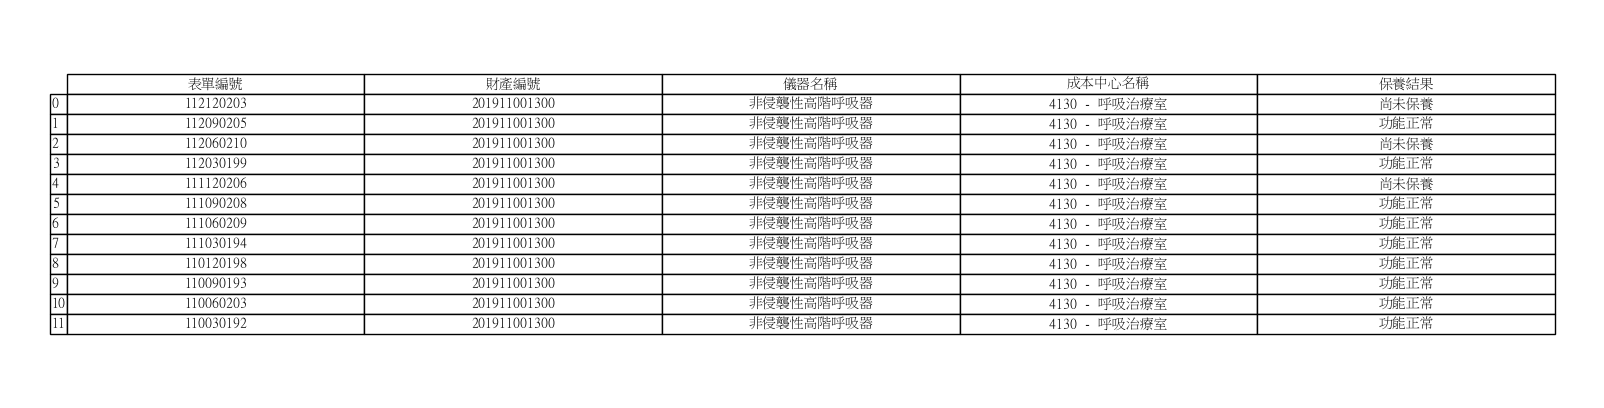 表單編號 財產編號 儀器名稱 成本中心名稱 保養結果
0 112120203 201911001300 非侵襲性高階呼吸器 4130 - 呼吸治療室 尚未保養
1 112090205 201911001300 非侵襲性高階呼吸器 4130 - 呼吸治療室 功能正常
2 112060210 201911001300 非侵襲性高階呼吸器 4130 - 呼吸治療室 尚未保養
3 112030199 201911001300 非侵襲性高階呼吸器 4130 - 呼吸治療室 功能正常
4 111120206 201911001300 非侵襲性高階呼吸器 4130 - 呼吸治療室 尚未保養
5 111090208 201911001300 非侵襲性高階呼吸器 4130 - 呼吸治療室 功能正常
6 111060209 201911001300 非侵襲性高階呼吸器 4130 - 呼吸治療室 功能正常
7 111030194 201911001300 非侵襲性高階呼吸器 4130 - 呼吸治療室 功能正常
8 110120198 201911001300 非侵襲性高階呼吸器 4130 - 呼吸治療室 功能正常
9 110090193 201911001300 非侵襲性高階呼吸器 4130 - 呼吸治療室 功能正常
10 110060203 201911001300 非侵襲性高階呼吸器 4130 - 呼吸治療室 功能正常
11 110030192 201911001300 非侵襲性高階呼吸器 4130 - 呼吸治療室 功能正常